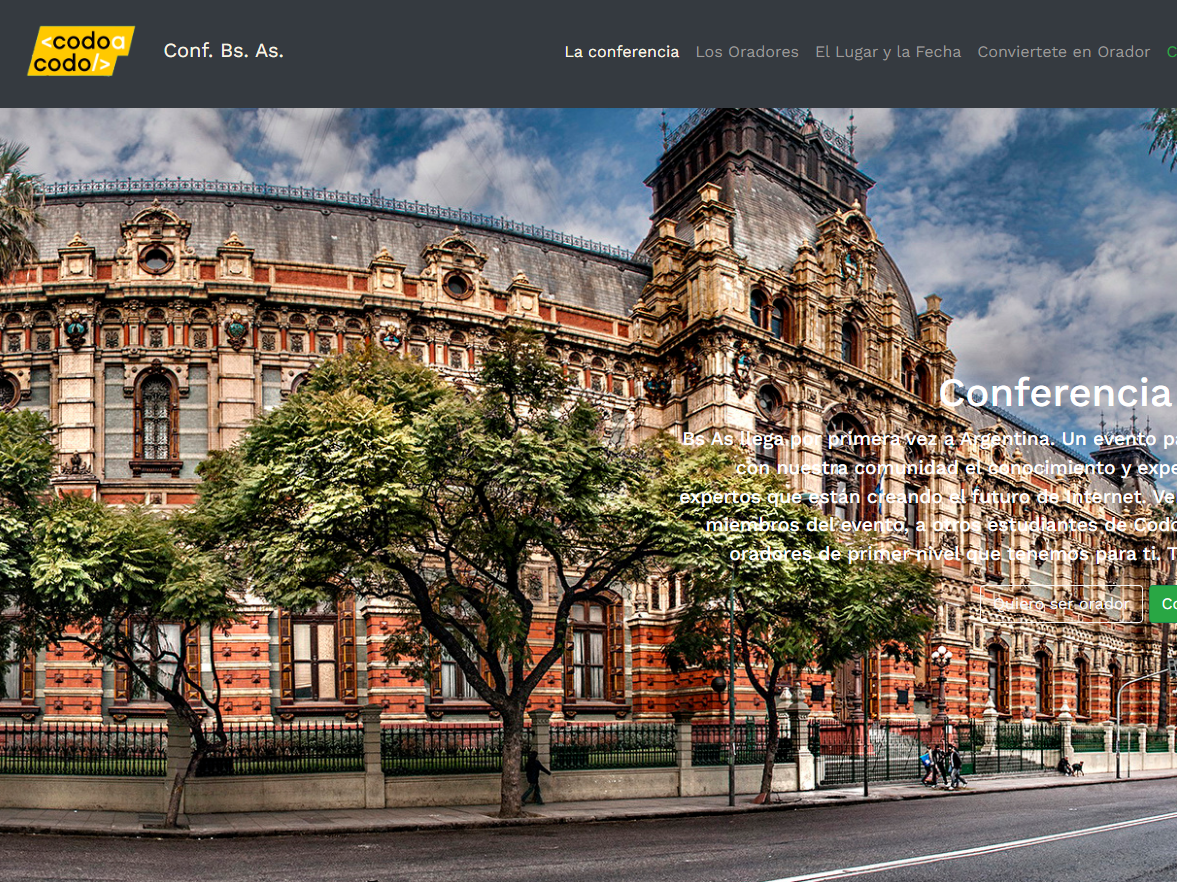 <codoa
codo/>
Conf. Bs. As.
La conferencia
Los Oradores
El Lugar y la Fecha
Conviertete en Orador
C
Conferencia
Bs As llega por primera vez a Argentina. Un evento pa
con nuestra comunidad el conocimiento y expe
expertos que están creando el futuro de Internet. Ve
miembros del evento, a otros estudiantes de Codo
oradores de primer nivel que tenemos para ti. T
Quiero ser orador
Co